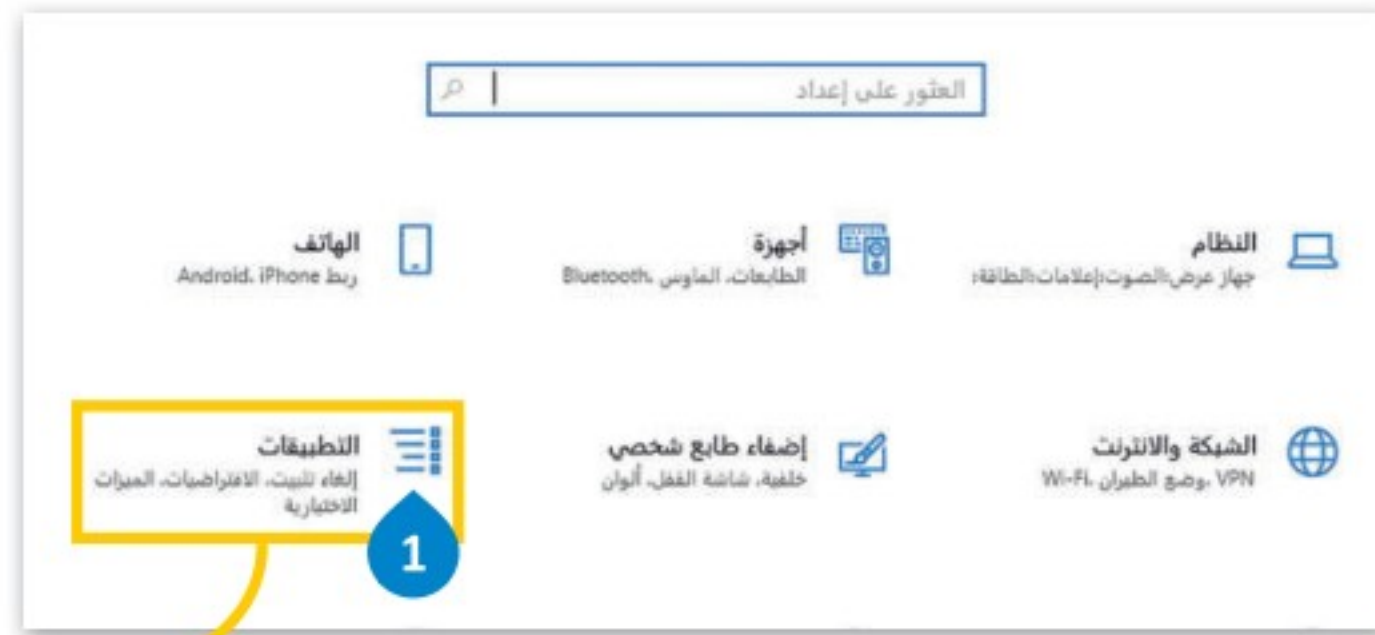 العثور على إعداد
النظام
جهاز عرض؛الصوت؛إعلامات؛الطاقة؛
أجهزة
الطابعات، الماوس ،Bluetooth
الهاتف
ربط Android، iPhone
الشبكة والانترنت
VPN ،وضع الطيران ،Wi-Fi
إضفاء طابع شخصي
خلفية، شاشة القفل، ألوان
التطبيقات
إلغاء تثبيت، الافتراضيات، الميزات
الاختيارية
1